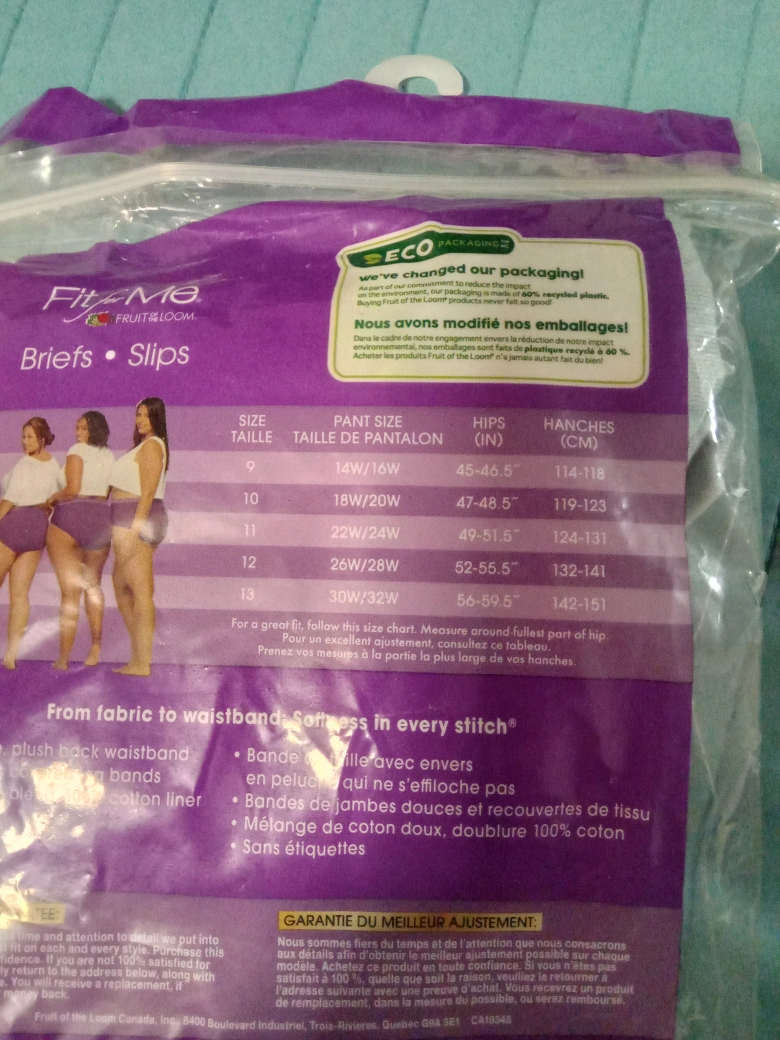 ECO PACKAGING
we've changed our packaging!
As part of our commitment to reduce the impact
on the environment, our packaging is made of 60% recycled plastic.
Buying Fruit of the Loom® products never felt so good!
Nous avons modifié nos emballages!
Dans le cadre de notre engagement envers la réduction de notre impact
environnemental, nos emballages sont faits de plastique recyclé à 60 %.
Acheter les produits Fruit of the Loom® n'a jamais autant fait du bien!
Fit for Me®
FRUIT OF THE LOOM.
Briefs • Slips
SIZE PANT SIZE HIPS HANCHES
TAILLE TAILLE DE PANTALON (IN) (CM)
9 14W/16W 45-46.5" 114-118
10 18W/20W 47-48.5" 119-123
11 22W/24W 49-51.5" 124-131
12 26W/28W 52-55.5" 132-141
13 30W/32W 56-59.5" 142-151
For a great fit, follow this size chart. Measure around fullest part of hip.
Pour un excellent ajustement, consultez ce tableau.
Prenez vos mesures à la partie la plus large de vos hanches.
From fabric to waistband, Softness in every stitch®
plush back waistband
bands
cotton liner
• Bande de taille avec envers
en peluche qui ne s'effiloche pas
• Bandes de jambes douces et recouvertes de tissu
• Mélange de coton doux, doublure 100% coton
• Sans étiquettes
TEE:
time and attention to detail we put into
fit on each and every style. Purchase this
fidence. If you are not 100% satisfied for
ly return to the address below, along with
s. You will receive a replacement, if
money back.
GARANTIE DU MEILLEUR AJUSTEMENT:
Nous sommes fiers du temps et de l'attention que nous consacrons
aux détails afin d'obtenir le meilleur ajustement possible sur chaque
modèle. Achetez ce produit en toute confiance. Si vous n'êtes pas
satisfait à 100 %, quelle que soit la raison, veuillez le retourner à
l'adresse suivante avec une preuve d'achat. Vous recevrez un produit
de remplacement, dans la mesure du possible, ou serez remboursé.
Fruit of the Loom Canada, Inc., 8400 Boulevard Industriel, Trois-Rivieres, Quebec G9A 5E1 CA18345